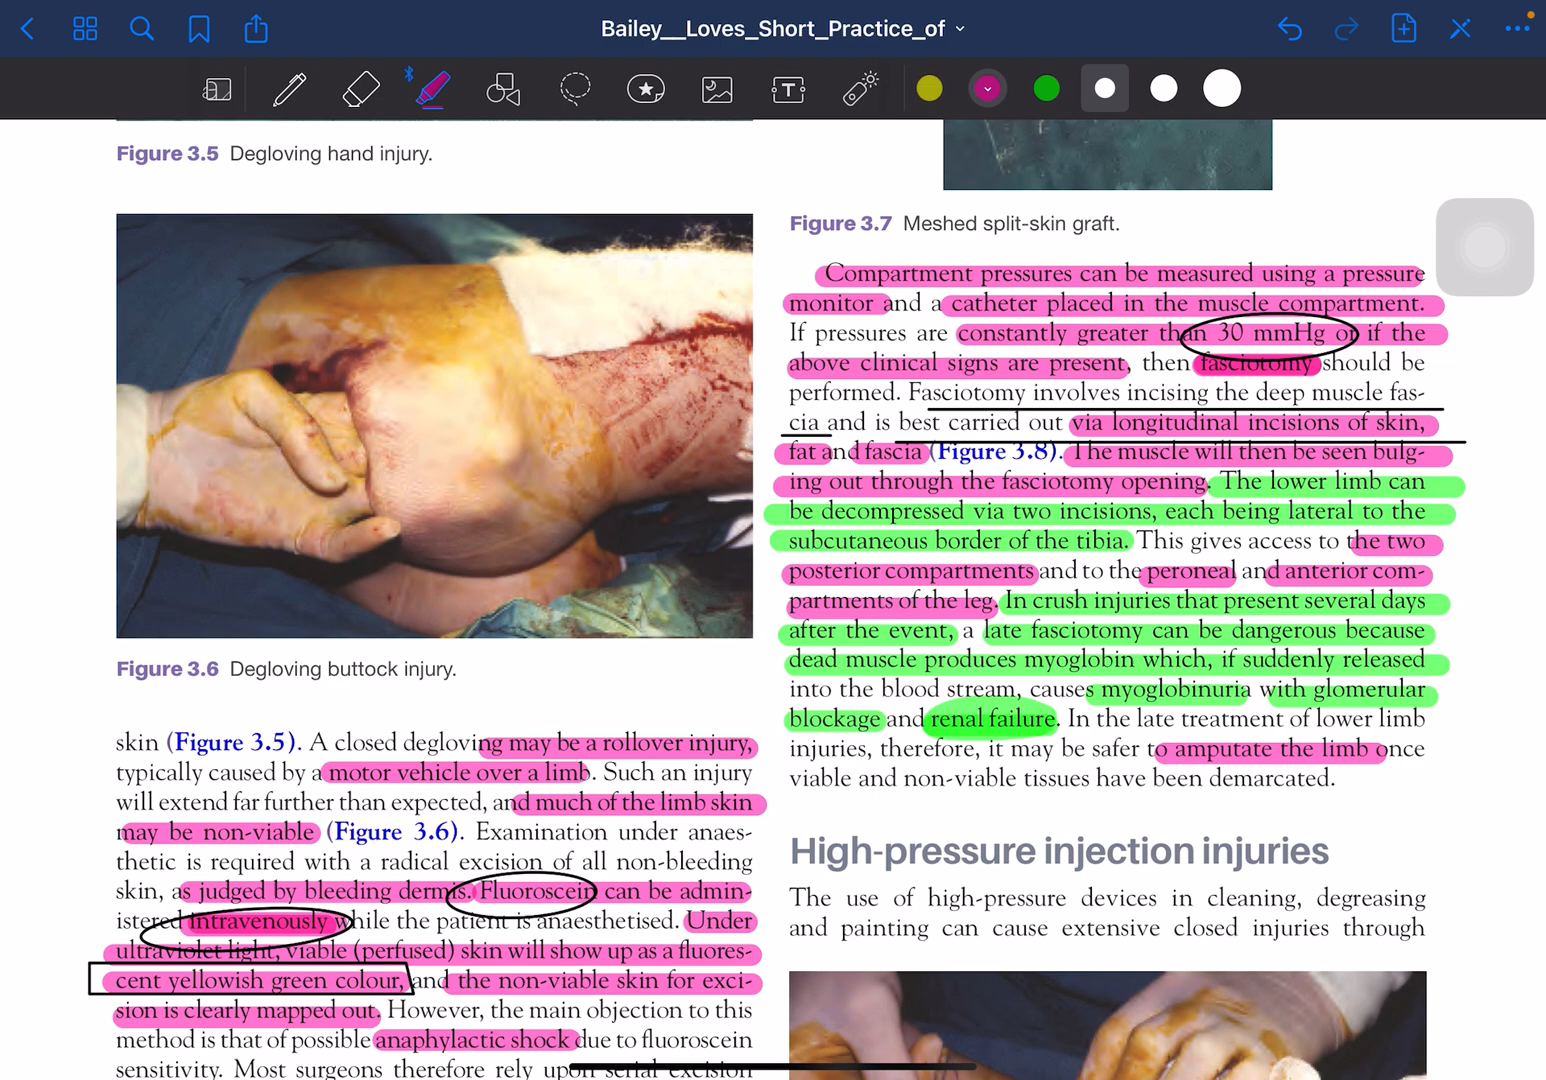 Bailey__Loves_Short_Practice_of
Figure 3.5 Degloving hand injury.
Figure 3.6 Degloving buttock injury.
skin (Figure 3.5). A closed degloving may be a rollover injury,
typically caused by a motor vehicle over a limb. Such an injury
will extend far further than expected, and much of the limb skin
may be non-viable (Figure 3.6). Examination under anaes-
thetic is required with a radical excision of all non-bleeding
skin, as judged by bleeding dermis. Fluoroscein can be admin-
istered intravenously while the patient is anaesthetised. Under
ultraviolet light, viable (perfused) skin will show up as a fluores-
cent yellowish green colour, and the non-viable skin for exci-
sion is clearly mapped out. However, the main objection to this
method is that of possible anaphylactic shock due to fluoroscein
sensitivity. Most surgeons therefore rely upon serial excision
Figure 3.7 Meshed split-skin graft.
Compartment pressures can be measured using a pressure
monitor and a catheter placed in the muscle compartment.
If pressures are constantly greater than 30 mmHg or if the
above clinical signs are present, then fasciotomy should be
performed. Fasciotomy involves incising the deep muscle fas-
cia and is best carried out via longitudinal incisions of skin,
fat and fascia (Figure 3.8). The muscle will then be seen bulg-
ing out through the fasciotomy opening. The lower limb can
be decompressed via two incisions, each being lateral to the
subcutaneous border of the tibia. This gives access to the two
posterior compartments and to the peroneal and anterior com-
partments of the leg. In crush injuries that present several days
after the event, a late fasciotomy can be dangerous because
dead muscle produces myoglobin which, if suddenly released
into the blood stream, causes myoglobinuria with glomerular
blockage and renal failure. In the late treatment of lower limb
injuries, therefore, it may be safer to amputate the limb once
viable and non-viable tissues have been demarcated.
High-pressure injection injuries
The use of high-pressure devices in cleaning, degreasing
and painting can cause extensive closed injuries through